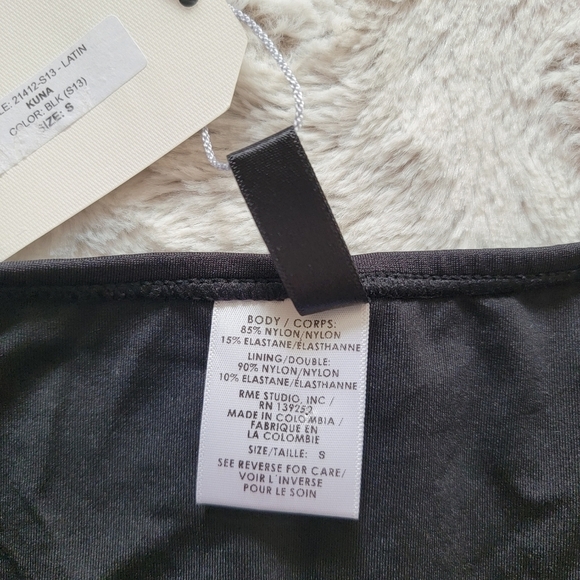 LE: 21412-S13 - LATIN
KUNA
COLOR: BLK (S13)
SIZE: S
BODY / CORPS:
85% NYLON/NYLON
15% ELASTANE/ÉLASTHANNE
LINING/DOUBLE:
90% NYLON/NYLON
10% ELASTANE/ÉLASTHANNE
RME STUDIO, INC /
RN 139253
MADE IN COLOMBIA /
FABRIQUE EN
LA COLOMBIE
SIZE/TAILLE: S
SEE REVERSE FOR CARE/
VOIR L'INVERSE
POUR LE SOIN